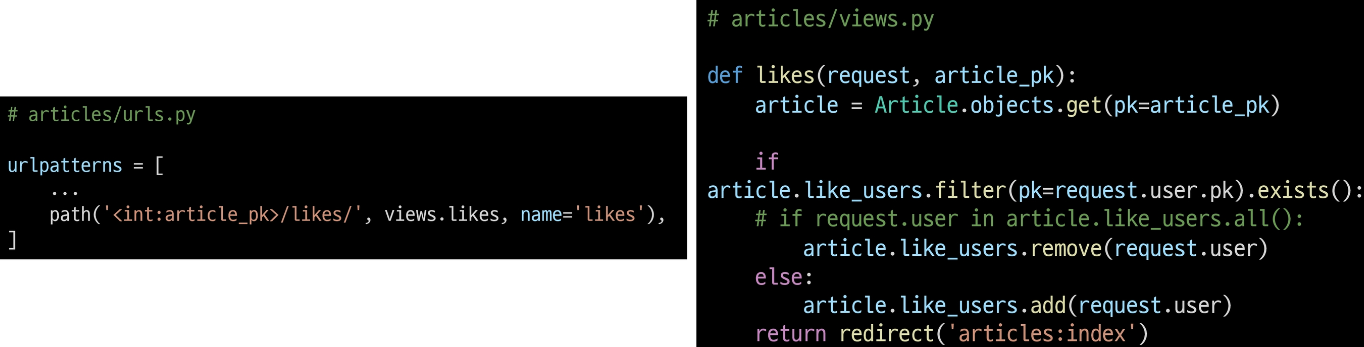 # articles/urls.py
urlpatterns = [
    ...
    path('<int:article_pk>/likes/', views.likes, name='likes'),
]
# articles/views.py
def likes(request, article_pk):
    article = Article.objects.get(pk=article_pk)
    if
article.like_users.filter(pk=request.user.pk).exists():
    # if request.user in article.like_users.all():
        article.like_users.remove(request.user)
    else:
        article.like_users.add(request.user)
    return redirect('articles:index')